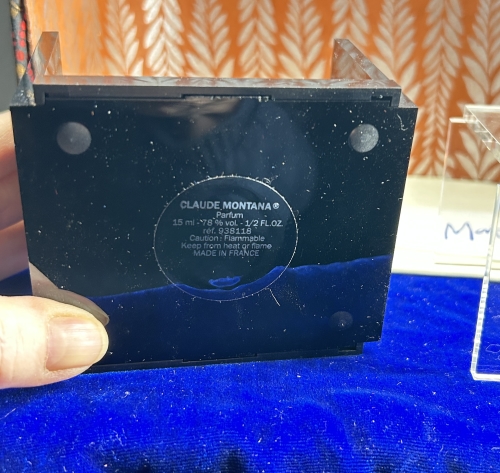 CLAUDE MONTANA®
Parfum
15 ml - 78 % vol. - 1/2 FL.OZ.
réf. 938118
Caution : Flammable
Keep from heat or flame
MADE IN FRANCE